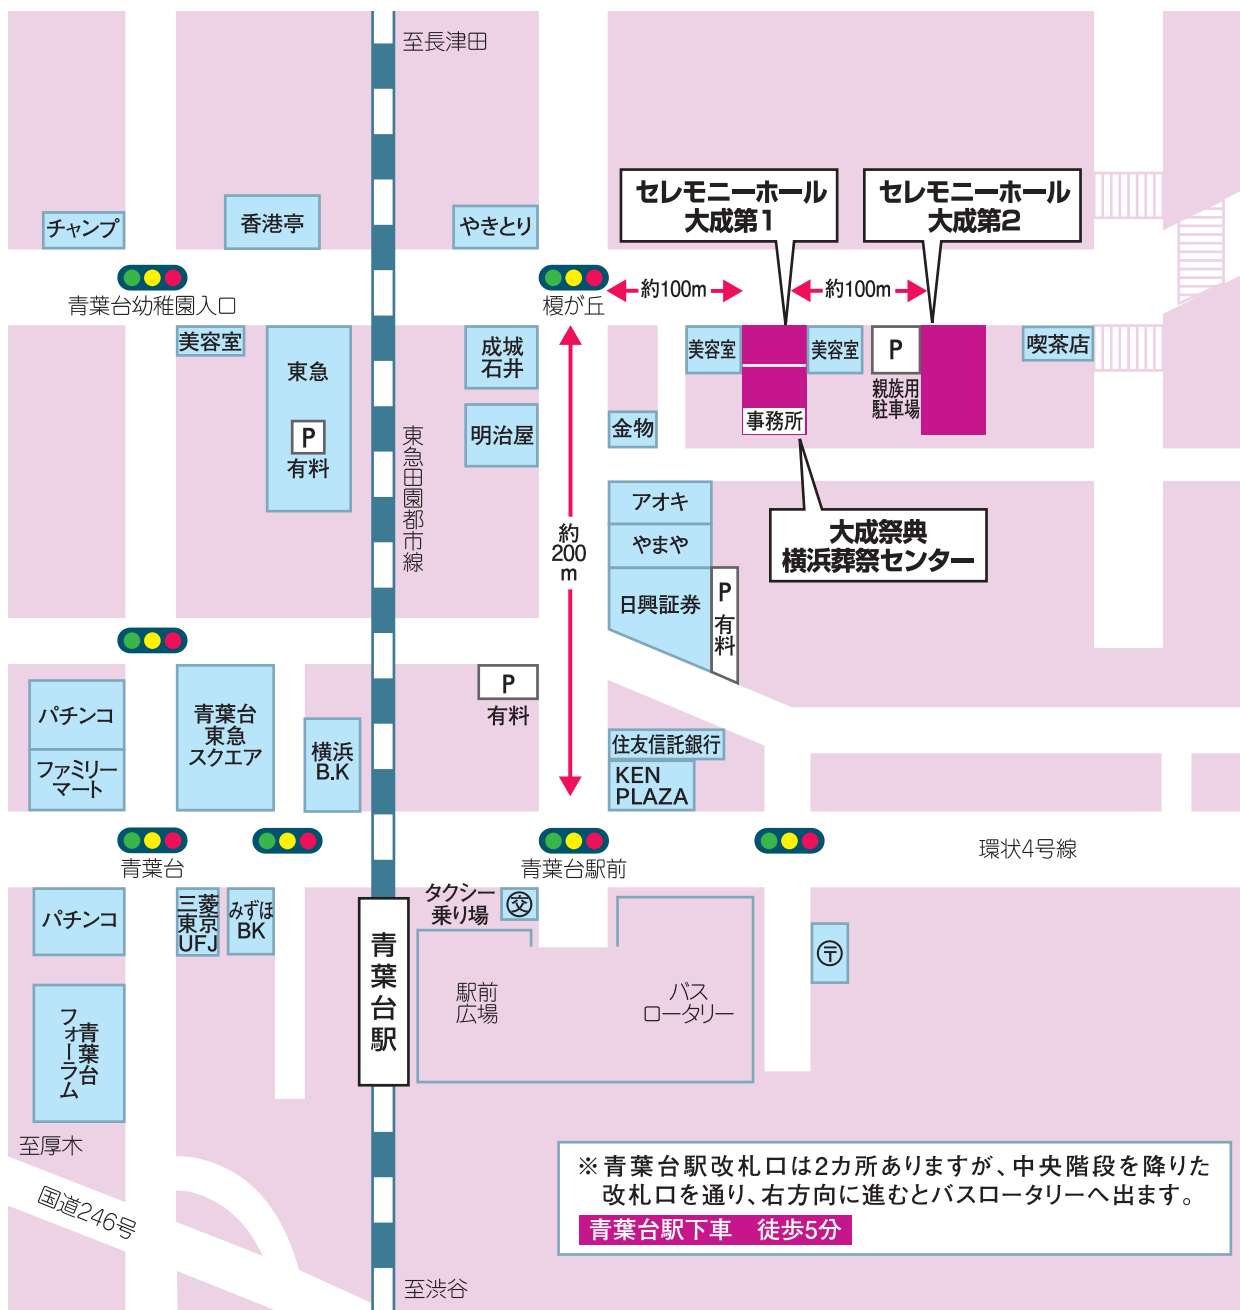 至長津田
チャンプ
香港亭
やきとり
セレモニーホール
大成第1
セレモニーホール
大成第2
青葉台幼稚園入口
榎が丘
約100m
約100m
美容室
東急
P
有料
成城
石井
明治屋
東急田園都市線
金物
美容室
美容室
P
親族用
駐車場
喫茶店
事務所
大成祭典
横浜葬祭センター
約
200
m
アオキ
やまや
日興証券
P
有料
パチンコ
ファミリー
マート
青葉台
東急
スクエア
横浜
B.K
P
有料
住友信託銀行
KEN
PLAZA
青葉台
青葉台駅前
環状4号線
パチンコ
三菱
東京
UFJ
みずほ
BK
タクシー
乗り場
交
青葉台駅
駅前
広場
バス
ロータリー
〒
青葉台
フォーラム
至厚木
国道246号
※青葉台駅改札口は2カ所ありますが、中央階段を降りた
改札口を通り、右方向に進むとバスロータリーへ出ます。
青葉台駅下車　徒歩5分
至渋谷